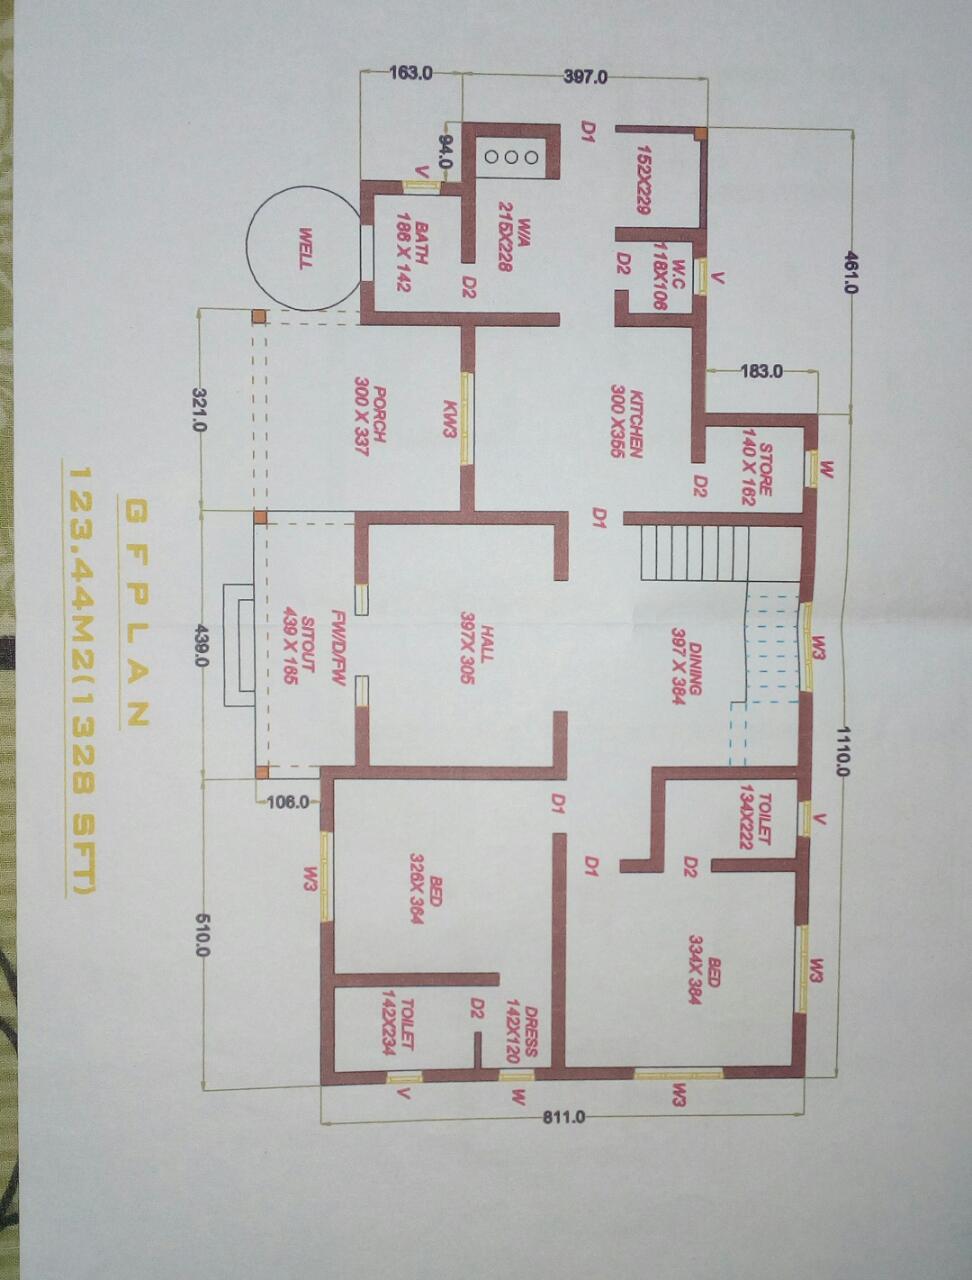 461.0
1110.0
W
W3
V
W3
183.0
STORE
140 X 162
TOILET
134X222
V
D2
BED
334X 384
DINING
397 X 384
D2
W3
W.C
118X106
152X229
KITCHEN
300 X355
D2
397.0
D1
D1
D1
D1
811.0
W/A
215X228
DRESS
142X120
W
HALL
397X 305
D2
D2
94.0
KW3
V
BATH
186 X 142
BED
326X 364
163.0
TOILET
142X234
V
PORCH
300 X 337
FW/D/FW
WELL
SITOUT
439 X 165
W3
106.0
321.0
439.0
510.0
GFPLAN
123.44M2(1328 SFT)